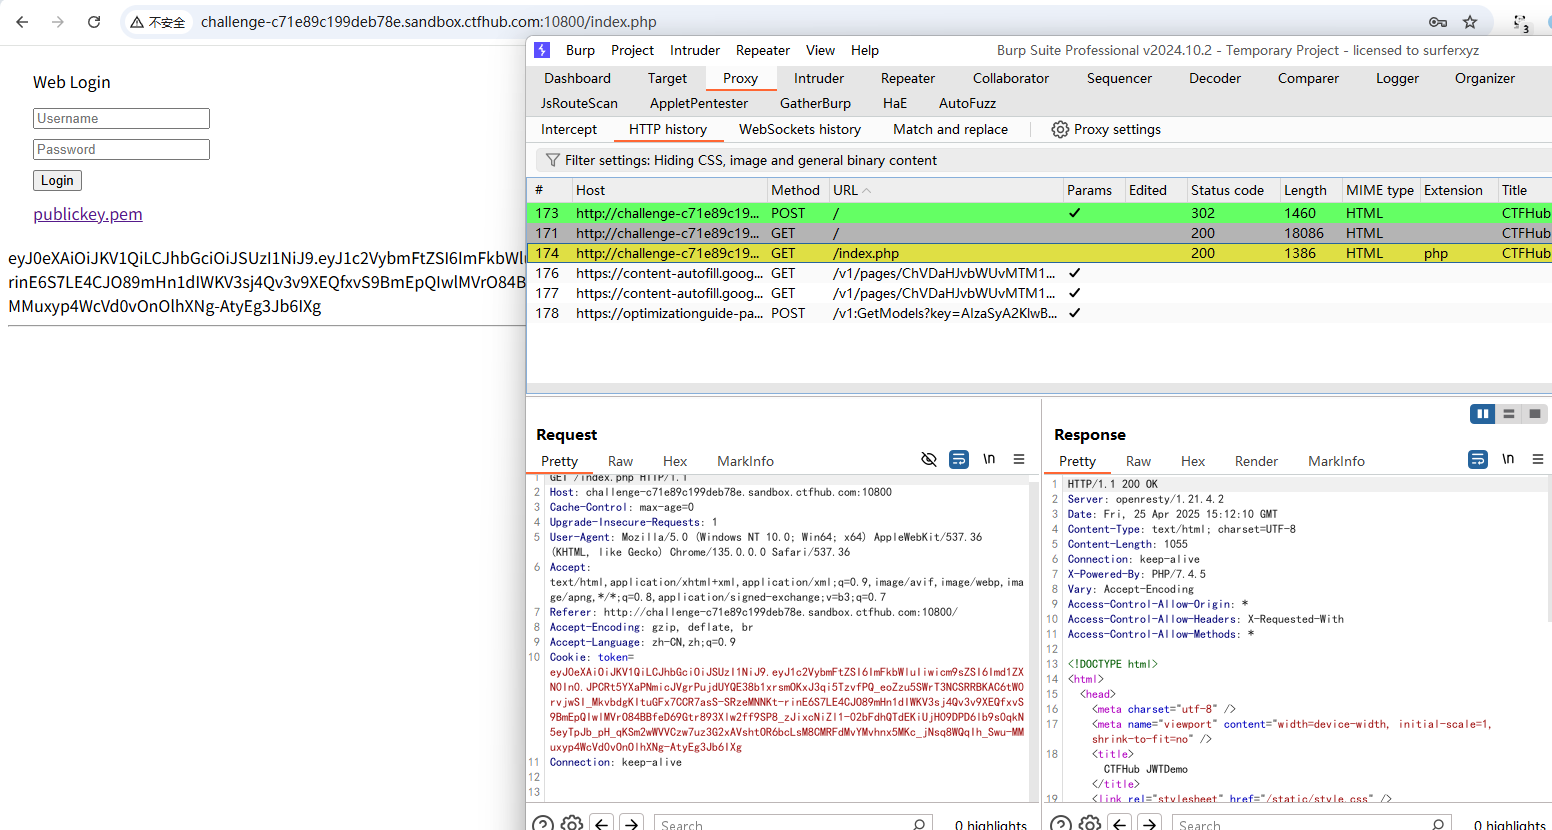 不安全 challenge-c71e89c199deb78e.sandbox.ctfhub.com:10800/index.php
3
Web Login
Username
Password
Login
publickey.pem
MMuxyp4WcVd0vOnOlhXNg-AtyEg3Jb6IXg
Burp Project Intruder Repeater View Help Burp Suite Professional v2024.10.2 - Temporary Project - licensed to surferxyz
Dashboard Target Proxy Intruder Repeater Collaborator Sequencer Decoder Comparer Logger Organizer
JsRouteScan AppletPentester GatherBurp HaE AutoFuzz
Intercept HTTP history WebSockets history Match and replace Proxy settings
Filter settings: Hiding CSS, image and general binary content
# Host Method URL Params Edited Status code Length MIME type Extension Title
173 http://challenge-c71e89c19... POST / ✓ 302 1460 HTML CTFHub
171 http://challenge-c71e89c19... GET / 200 18086 HTML CTFHub
174 http://challenge-c71e89c19... GET /index.php 200 1386 HTML php CTFHub
176 https://content-autofill.goog... GET /v1/pages/ChVDaHJvbWUvMTM1... ✓
177 https://content-autofill.goog... GET /v1/pages/ChVDaHJvbWUvMTM1... ✓
178 https://optimizationguide-pa... POST /v1:GetModels?key=AIzaSyA2KlwB... ✓
Request
Pretty Raw Hex MarkInfo \n
1 GET /index.php HTTP/1.1
2 Host: challenge-c71e89c199deb78e.sandbox.ctfhub.com:10800
3 Cache-Control: max-age=0
4 Upgrade-Insecure-Requests: 1
5 User-Agent: Mozilla/5.0 (Windows NT 10.0; Win64; x64) AppleWebKit/537.36
(KHTML, like Gecko) Chrome/135.0.0.0 Safari/537.36
6 Accept:
text/html,application/xhtml+xml,application/xml;q=0.9,image/avif,image/webp,ima
ge/apng,*/*;q=0.8,application/signed-exchange;v=b3;q=0.7
7 Referer: http://challenge-c71e89c199deb78e.sandbox.ctfhub.com:10800/
8 Accept-Encoding: gzip, deflate, br
9 Accept-Language: zh-CN,zh;q=0.9
10 Cookie: token=
muxyp4WcVd0vOnOlhXNg-AtyEg3Jb6IXg
11 Connection: keep-alive
12
13
Search 0 highlights
Response
Pretty Raw Hex Render MarkInfo \n
1 HTTP/1.1 200 OK
2 Server: openresty/1.21.4.2
3 Date: Fri, 25 Apr 2025 15:12:10 GMT
4 Content-Type: text/html; charset=UTF-8
5 Content-Length: 1055
6 Connection: keep-alive
7 X-Powered-By: PHP/7.4.5
8 Vary: Accept-Encoding
9 Access-Control-Allow-Origin: *
10 Access-Control-Allow-Headers: X-Requested-With
11 Access-Control-Allow-Methods: *
12
13 <!DOCTYPE html>
14 <html>
15 <head>
16 <meta charset="utf-8" />
17 <meta name="viewport" content="width=device-width, initial-scale=1,
shrink-to-fit=no" />
18 <title>
CTFHub JWTDemo
</title>
19 <link rel="stylesheet" href="/static/style.css" />
Search 0 highlights